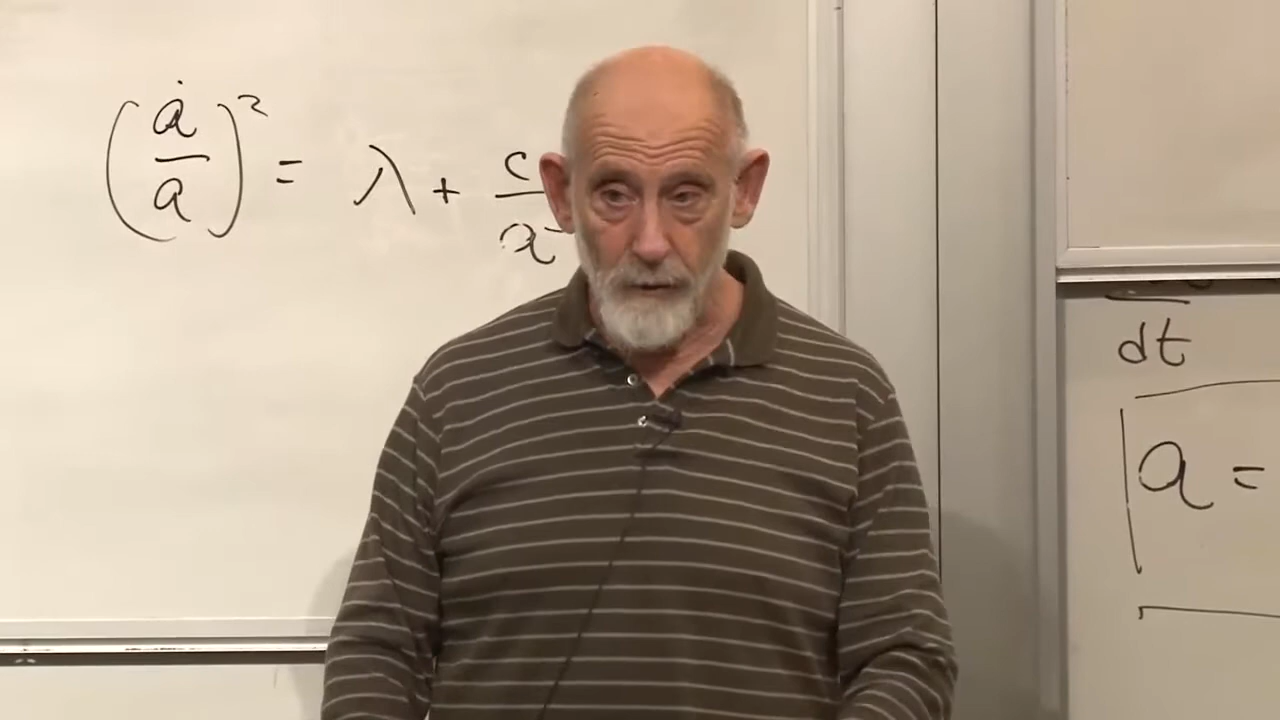 (ȧ/a)² = λ + c/a
dt
a =